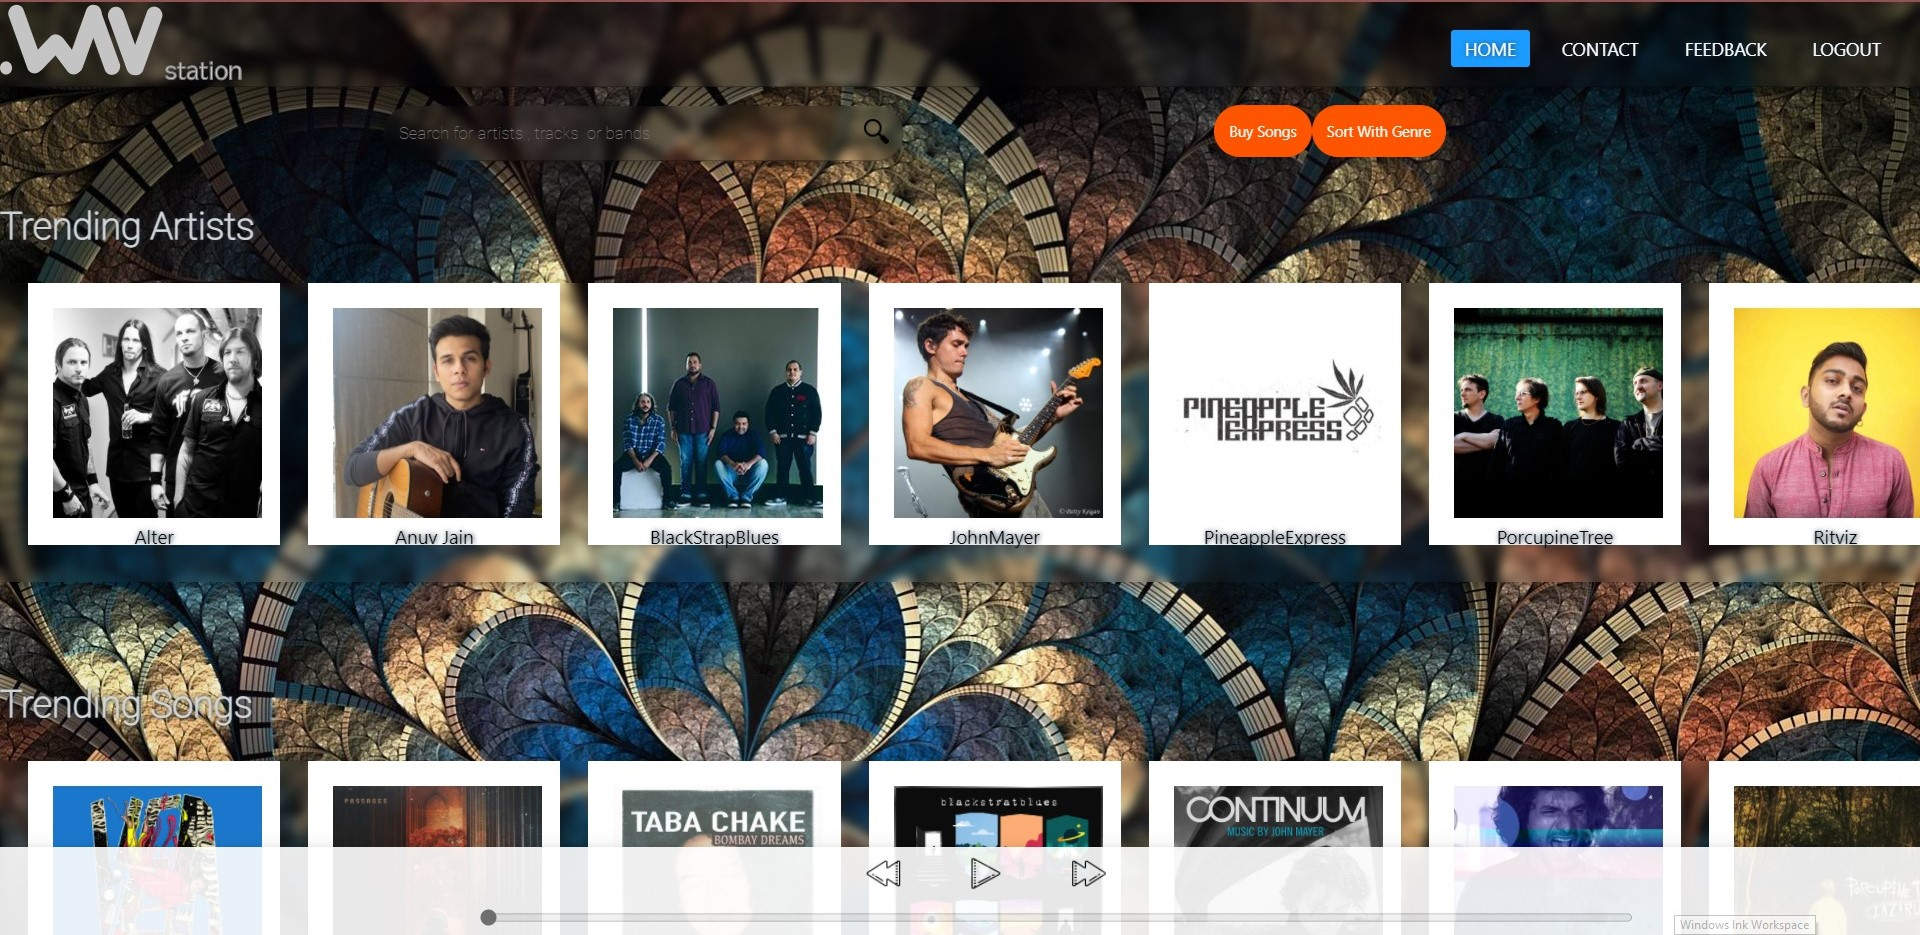 .WAV station
HOME CONTACT FEEDBACK LOGOUT
Search for artists , tracks or bands
Buy Songs Sort With Genre
Trending Artists
PINEAPPLE
EXPRESS
Alter Anuv Jain BlackStrapBlues JohnMayer PineappleExpress PorcupineTree Ritviz
Trending Songs
PASSAGES
TABA CHAKE
BOMBAY DREAMS
blackstratblues
CONTINUUM
MUSIC BY JOHN MAYER
Windows Ink Workspace